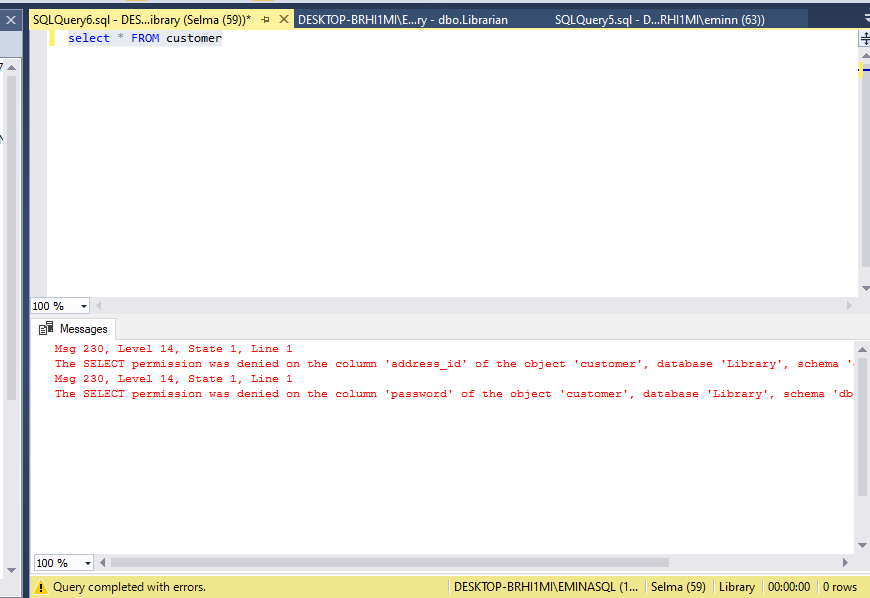 SQLQuery6.sql - DES...ibrary (Selma (59))* DESKTOP-BRHI1MI\E...ry - dbo.Librarian SQLQuery5.sql - D...RHI1MI\eminn (63))
select * FROM customer
100 %
Messages
Msg 230, Level 14, State 1, Line 1
The SELECT permission was denied on the column 'address_id' of the object 'customer', database 'Library', schema '
Msg 230, Level 14, State 1, Line 1
The SELECT permission was denied on the column 'password' of the object 'customer', database 'Library', schema 'db
100 %
Query completed with errors. DESKTOP-BRHI1MI\EMINASQL (1... Selma (59) Library 00:00:00 0 rows